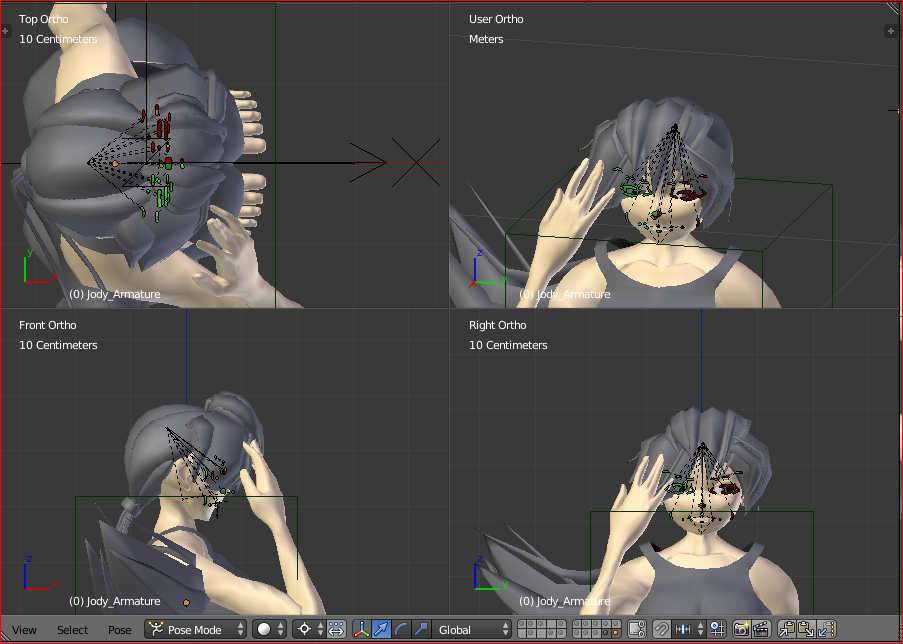 Top Ortho
10 Centimeters
y
x
(0) Jody_Armature
User Ortho
Meters
z
y
(0) Jody_Armature
Front Ortho
10 Centimeters
z
x
(0) Jody_Armature
Right Ortho
10 Centimeters
z
y
(0) Jody_Armature
View Select Pose Pose Mode Global